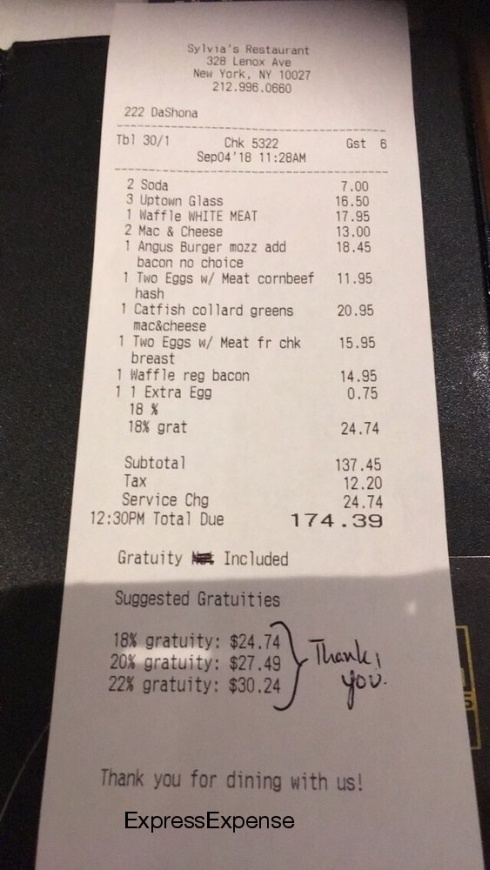 Sylvia's Restaurant
328 Lenox Ave
New York, NY 10027
212.996.0660
222 DaShona
Tbl 30/1 Chk 5322 Gst 6
Sep04'18 11:28AM
2 Soda 7.00
3 Uptown Glass 16.50
1 Waffle WHITE MEAT 17.95
2 Mac & Cheese 13.00
1 Angus Burger mozz add 18.45
bacon no choice
1 Two Eggs w/ Meat cornbeef 11.95
hash
1 Catfish collard greens 20.95
mac&cheese
1 Two Eggs w/ Meat fr chk 15.95
breast
1 Waffle reg bacon 14.95
1 1 Extra Egg 0.75
18 %
18% grat 24.74
Subtotal 137.45
Tax 12.20
Service Chg 24.74
12:30PM Total Due 174.39
Gratuity Included
Suggested Gratuities
18% gratuity: $24.74
20% gratuity: $27.49
22% gratuity: $30.24
Thank
you.
Thank you for dining with us!
ExpressExpense